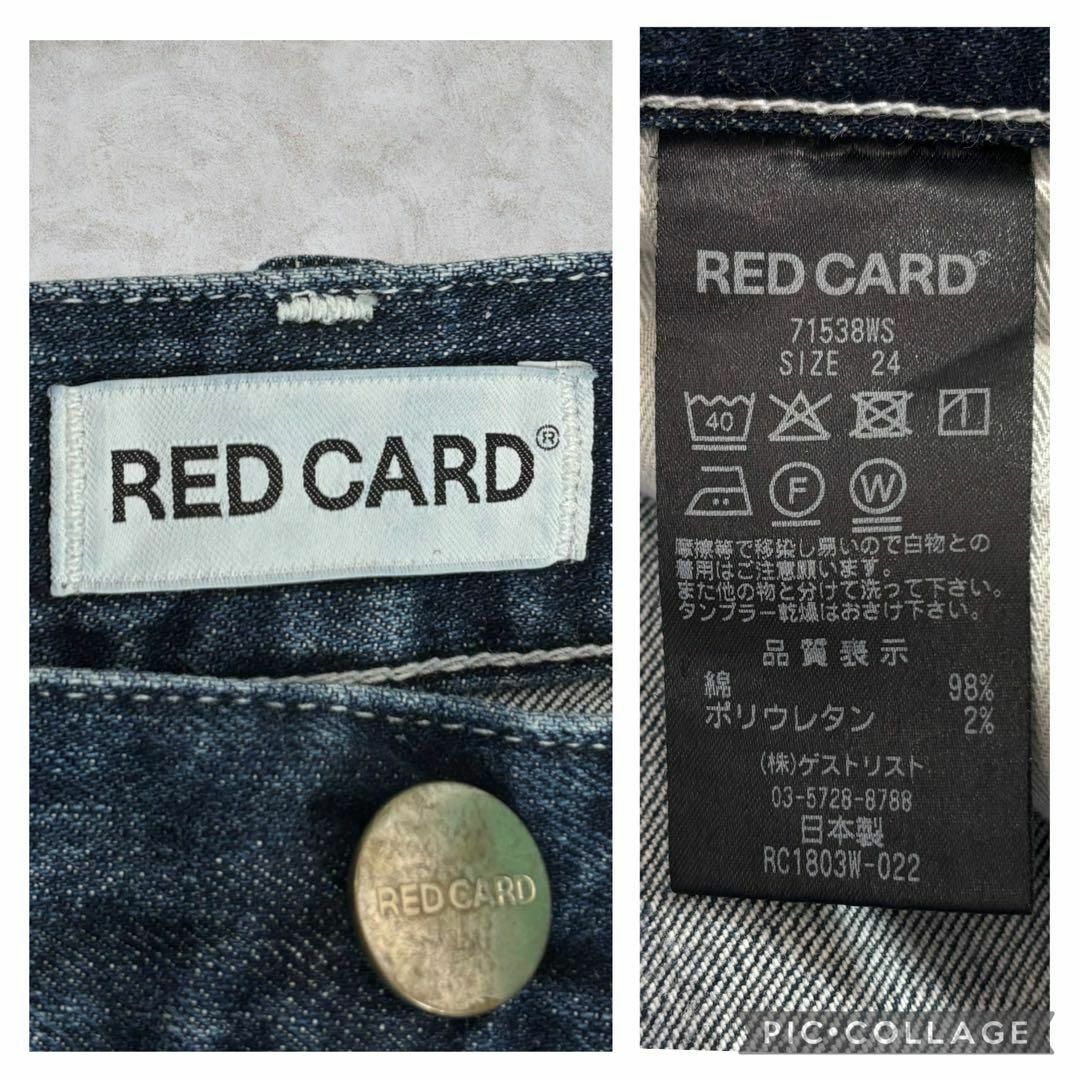 RED CARD®
RED CARD
RED CARD®
71538WS
SIZE 24
40
F
W
摩擦等で移染し易いので白物との
着用はご注意願います。
また他の物と分けて洗って下さい。
タンブラー乾燥はおさけ下さい。
品質表示
綿 98%
ポリウレタン 2%
(株)ゲストリスト
03-5728-8788
日本製
RC1803W-022
PIC•COLLAGE